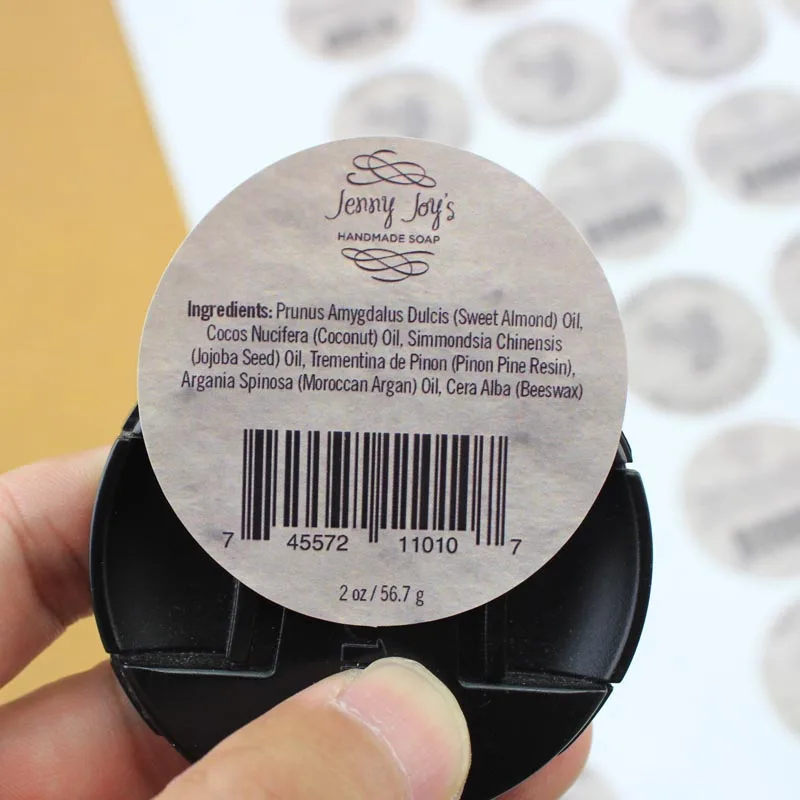 Jenny Joy's
HANDMADE SOAP
Ingredients: Prunus Amygdalus Dulcis (Sweet Almond) Oil,
Cocos Nucifera (Coconut) Oil, Simmondsia Chinensis
(Jojoba Seed) Oil, Trementina de Pinon (Pinon Pine Resin),
Argania Spinosa (Moroccan Argan) Oil, Cera Alba (Beeswax)
7 45572 11010 7
2 oz / 56.7 g